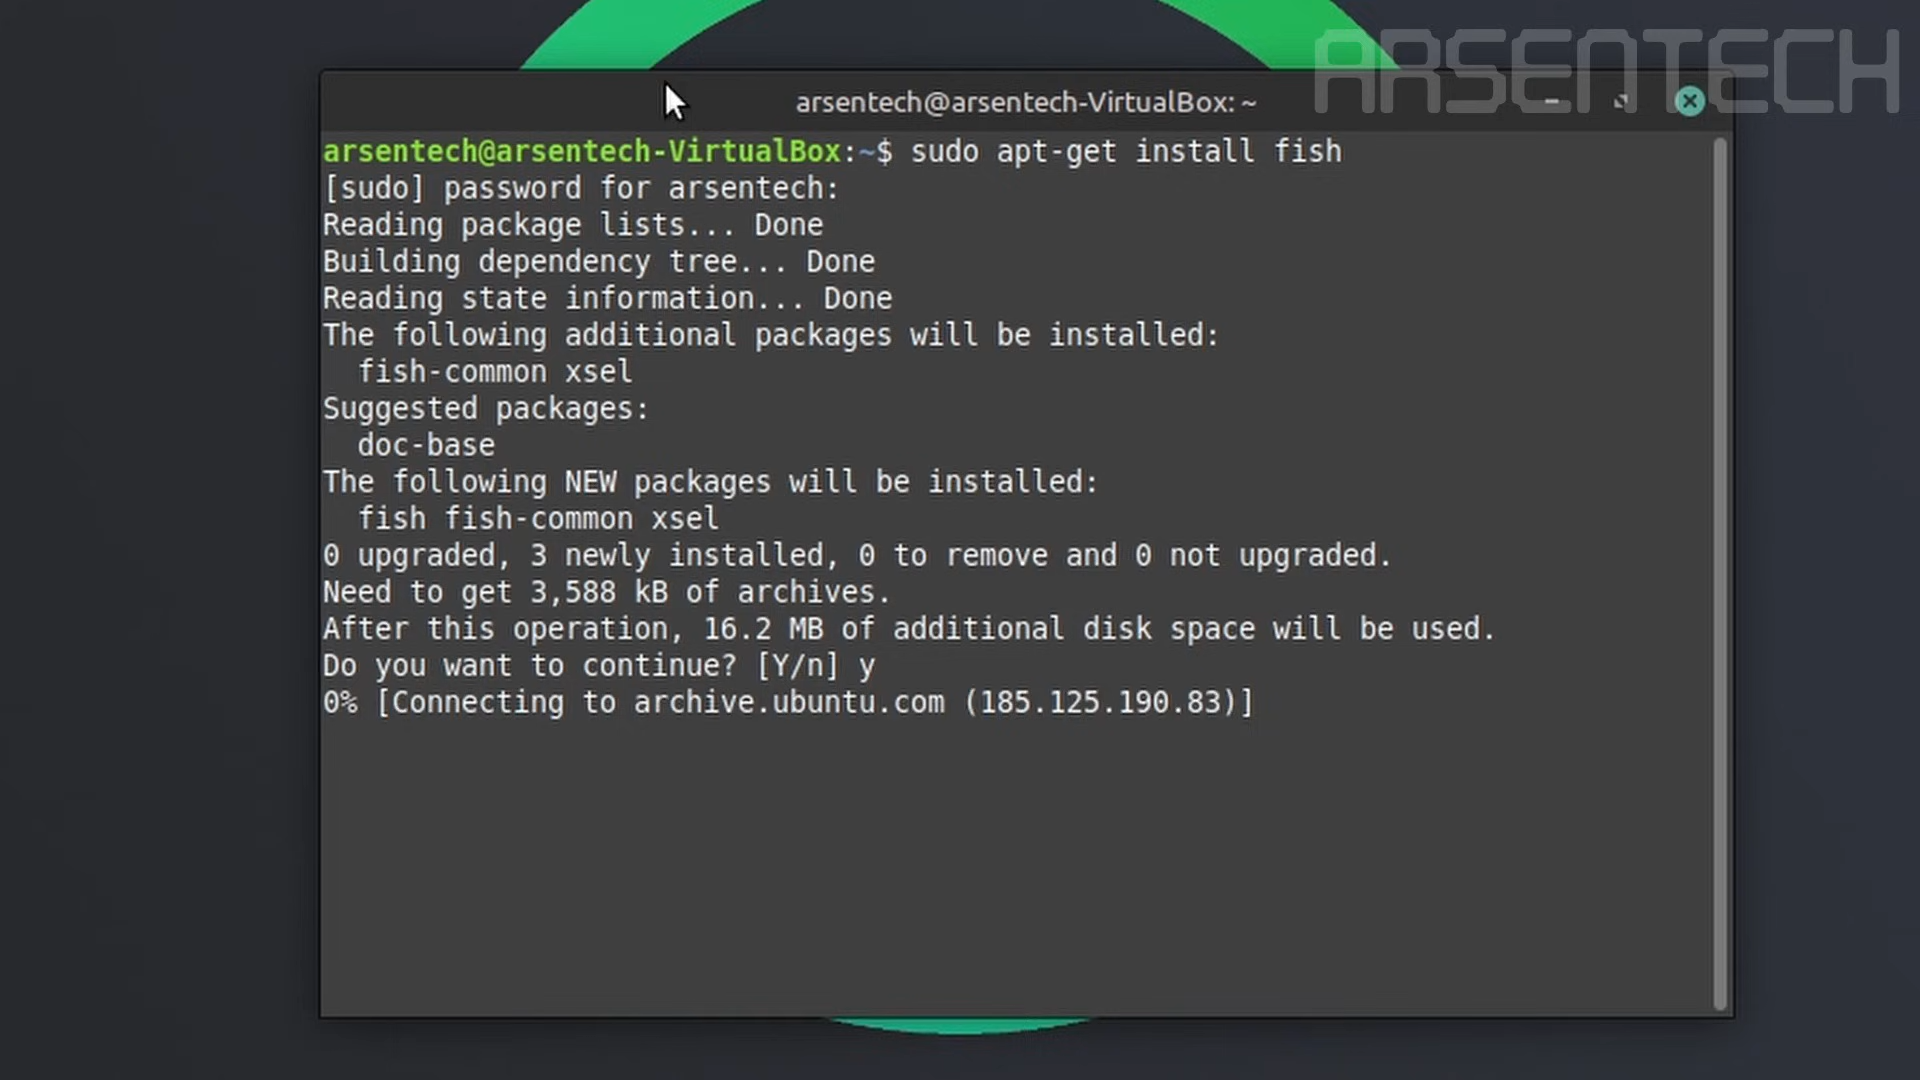 ARSENTECH
arsentech@arsentech-VirtualBox: ~
arsentech@arsentech-VirtualBox:~$ sudo apt-get install fish
[sudo] password for arsentech:
Reading package lists... Done
Building dependency tree... Done
Reading state information... Done
The following additional packages will be installed:
  fish-common xsel
Suggested packages:
  doc-base
The following NEW packages will be installed:
  fish fish-common xsel
0 upgraded, 3 newly installed, 0 to remove and 0 not upgraded.
Need to get 3,588 kB of archives.
After this operation, 16.2 MB of additional disk space will be used.
Do you want to continue? [Y/n] y
0% [Connecting to archive.ubuntu.com (185.125.190.83)]